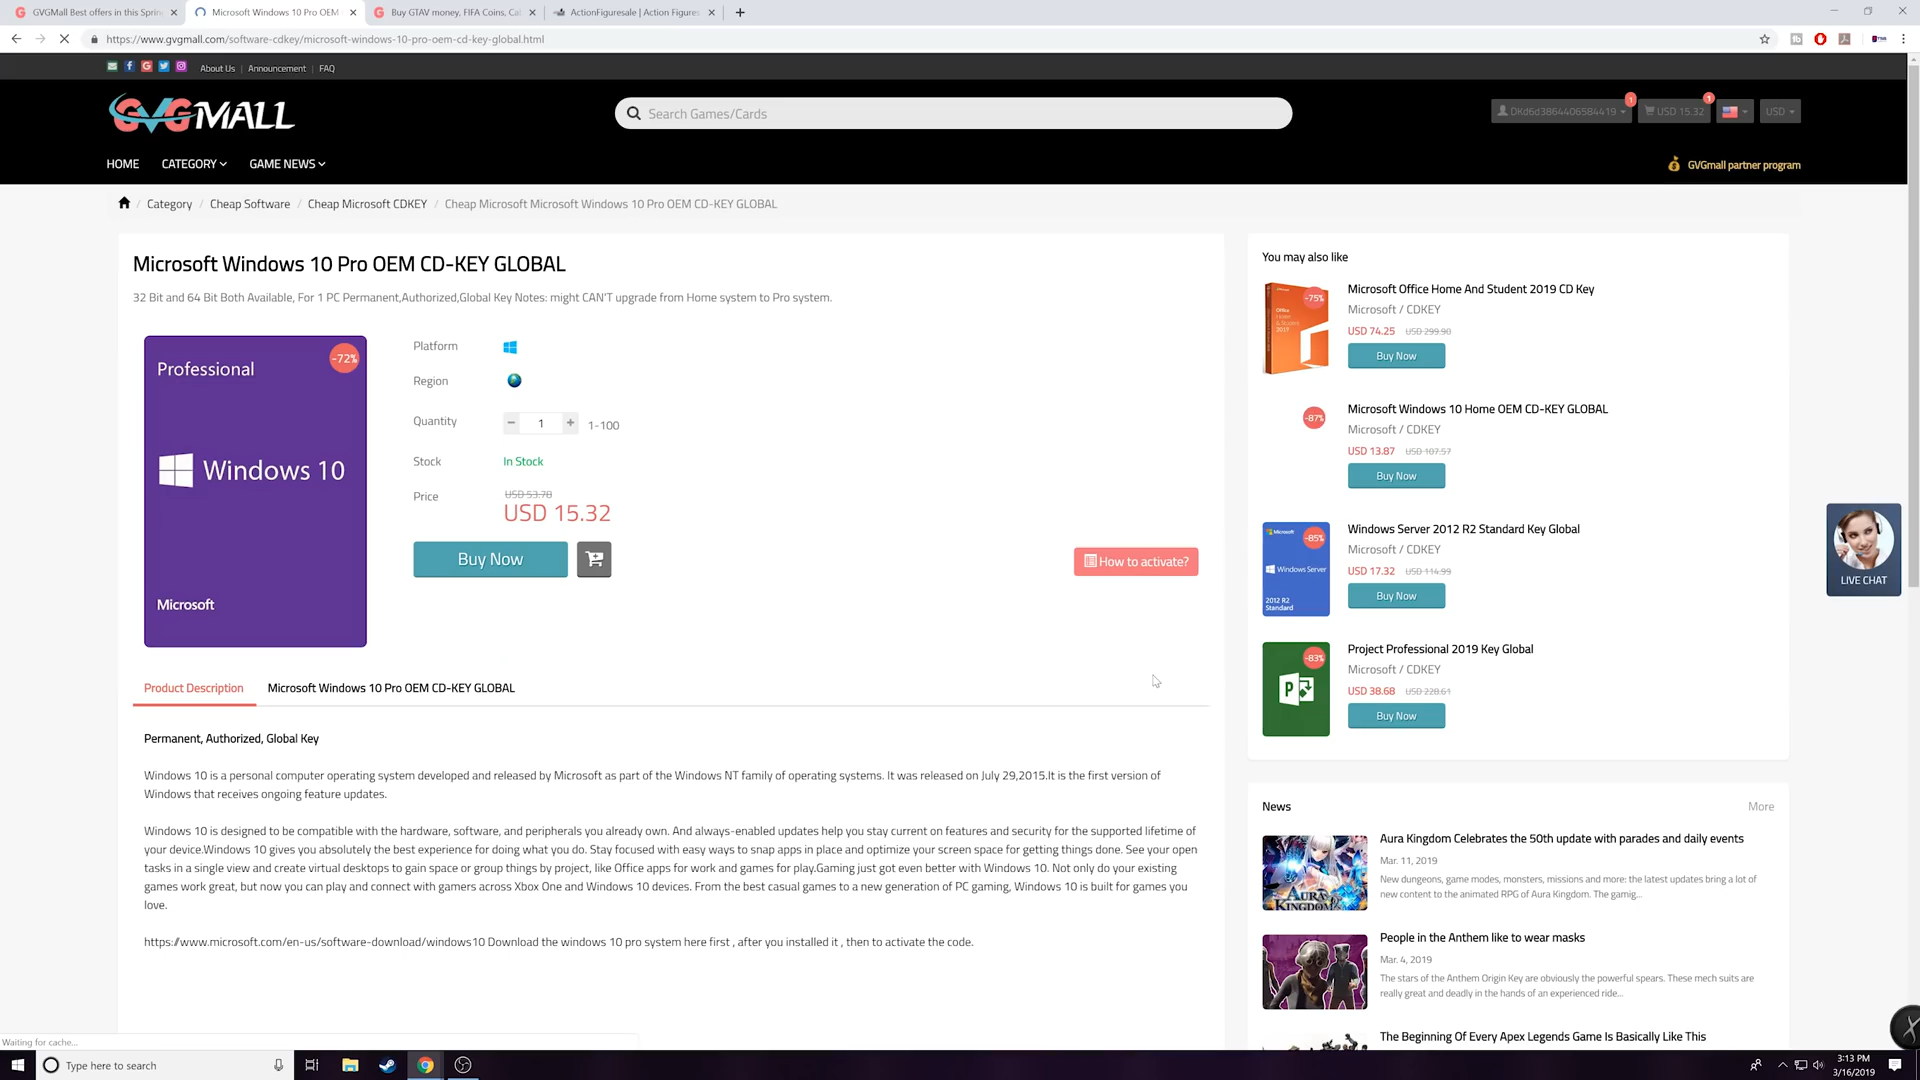 GVGMall Best offers in this Sprin
Microsoft Windows 10 Pro OEM
Buy GTAV money, FIFA Coins, Ca
ActionFiguresale | Action Figures
https://www.gvgmall.com/software-cdkey/microsoft-windows-10-pro-oem-cd-key-global.html
About Us | Announcement | FAQ
GVGMALL
Search Games/Cards
DKd6d3864406584419
1
USD 15.32
1
USD
HOME
CATEGORY
GAME NEWS
GVGmall partner program
/ Category / Cheap Software / Cheap Microsoft CDKEY / Cheap Microsoft Microsoft Windows 10 Pro OEM CD-KEY GLOBAL
Microsoft Windows 10 Pro OEM CD-KEY GLOBAL
32 Bit and 64 Bit Both Available, For 1 PC Permanent,Authorized,Global Key Notes: might CAN'T upgrade from Home system to Pro system.
Professional
-72%
Windows 10
Microsoft
Platform
Region
Quantity
- 1 + 1-100
Stock
In Stock
Price
USD 53.78
USD 15.32
Buy Now
How to activate?
Product Description
Microsoft Windows 10 Pro OEM CD-KEY GLOBAL
Permanent, Authorized, Global Key
Windows 10 is a personal computer operating system developed and released by Microsoft as part of the Windows NT family of operating systems. It was released on July 29,2015.It is the first version of
Windows that receives ongoing feature updates.
Windows 10 is designed to be compatible with the hardware, software, and peripherals you already own. And always-enabled updates help you stay current on features and security for the supported lifetime of
your device.Windows 10 gives you absolutely the best experience for doing what you do. Stay focused with easy ways to snap apps in place and optimize your screen space for getting things done. See your open
tasks in a single view and create virtual desktops to gain space or group things by project, like Office apps for work and games for play.Gaming just got even better with Windows 10. Not only do your existing
games work great, but now you can play and connect with gamers across Xbox One and Windows 10 devices. From the best casual games to a new generation of PC gaming, Windows 10 is built for games you
love.
https://www.microsoft.com/en-us/software-download/windows10 Download the windows 10 pro system here first , after you installed it , then to activate the code.
You may also like
-75%
Microsoft Office Home And Student 2019 CD Key
Microsoft / CDKEY
USD 74.25 USD 299.90
Buy Now
-87%
Microsoft Windows 10 Home OEM CD-KEY GLOBAL
Microsoft / CDKEY
USD 13.87 USD 107.57
Buy Now
-85%
Windows Server
2012 R2
Standard
Windows Server 2012 R2 Standard Key Global
Microsoft / CDKEY
USD 17.32 USD 114.99
Buy Now
-83%
Project Professional 2019 Key Global
Microsoft / CDKEY
USD 38.68 USD 228.61
Buy Now
LIVE CHAT
News
More
AURA
KINGDOM
Aura Kingdom Celebrates the 50th update with parades and daily events
Mar. 11, 2019
New dungeons, game modes, monsters, missions and more: the latest updates bring a lot of
new content to the animated RPG of Aura Kingdom. The gamig...
People in the Anthem like to wear masks
Mar. 4, 2019
The stars of the Anthem Origin Key are obviously the powerful spears. These mech suits are
really great and deadly in the hands of an experienced ride...
The Beginning Of Every Apex Legends Game Is Basically Like This
Waiting for cache...
Type here to search
3:13 PM
3/16/2019